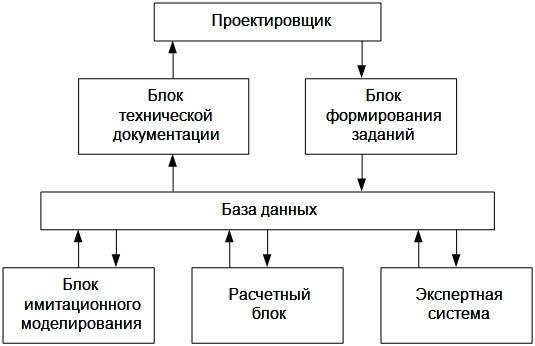 Проектировщик
Блок
технической
документации
Блок
формирования
заданий
База данных
Блок
имитационного
моделирования
Расчетный
блок
Экспертная
система